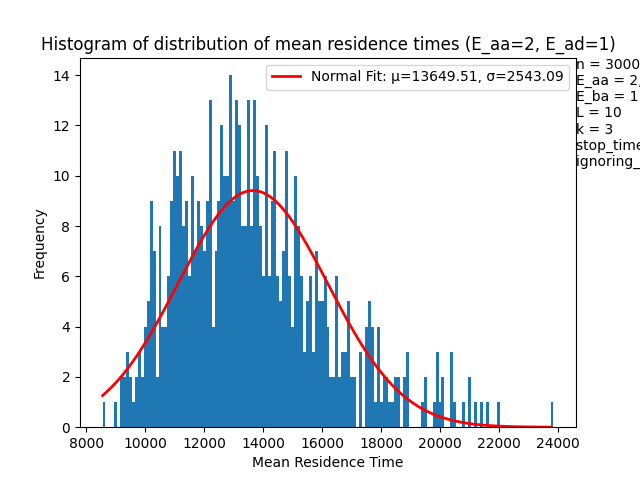 Histogram of distribution of mean residence times (E_aa=2, E_ad=1)
n = 3000
E_aa = 2,
E_ba = 1
L = 10
k = 3
stop_time
ignoring_
Normal Fit: μ=13649.51, σ=2543.09
14
12
10
8
6
4
2
0
Frequency
8000 10000 12000 14000 16000 18000 20000 22000 24000
Mean Residence Time